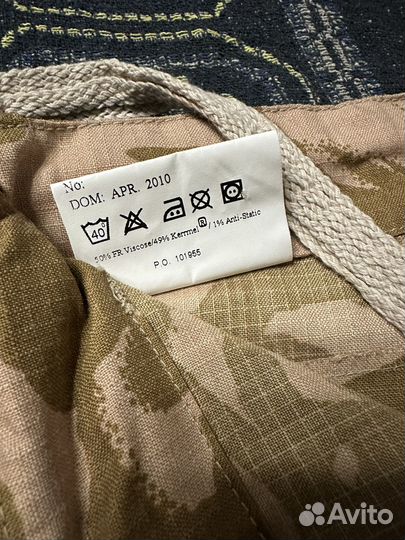 No:
DOM: APR. 2010
40°
50% FR Viscose/49% Kermel® / 1% Anti-Static
P.O. 101955
Avito